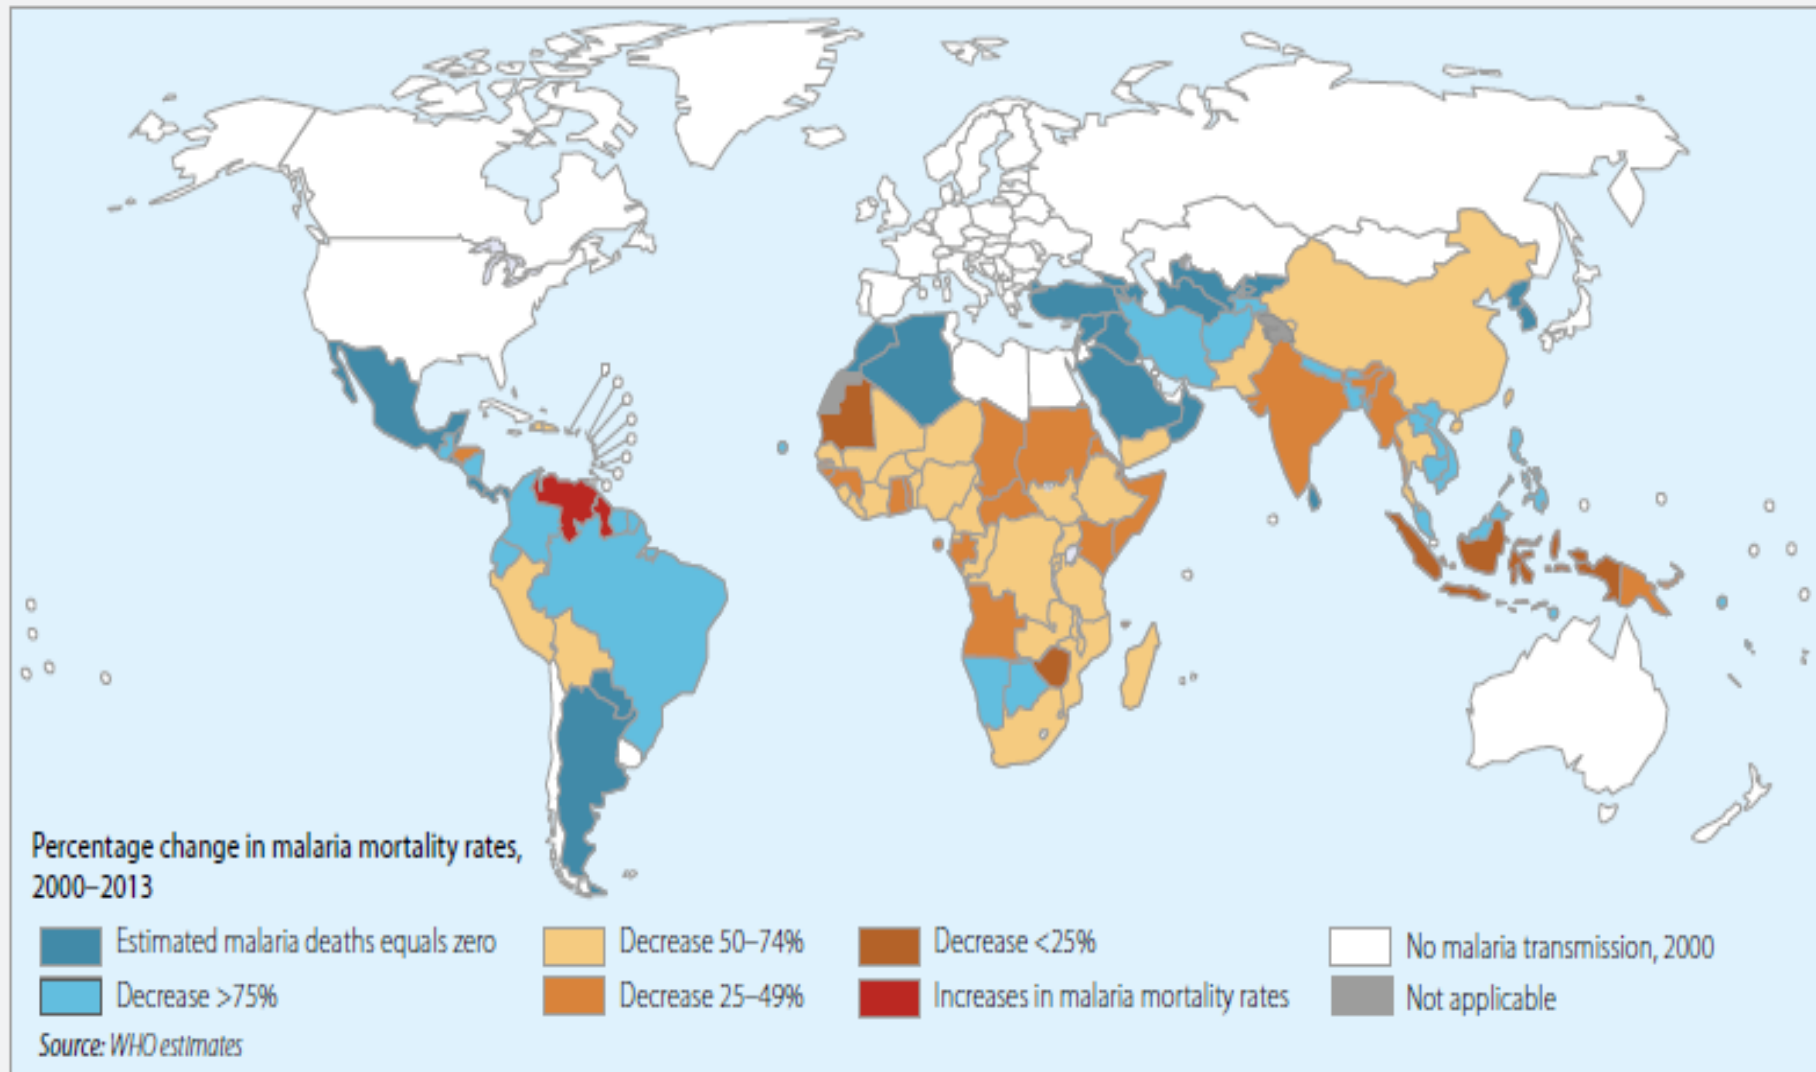 Percentage change in malaria mortality rates,
2000–2013
Estimated malaria deaths equals zero
Decrease >75%
Decrease 50–74%
Decrease 25–49%
Decrease <25%
Increases in malaria mortality rates
No malaria transmission, 2000
Not applicable
Source: WHO estimates